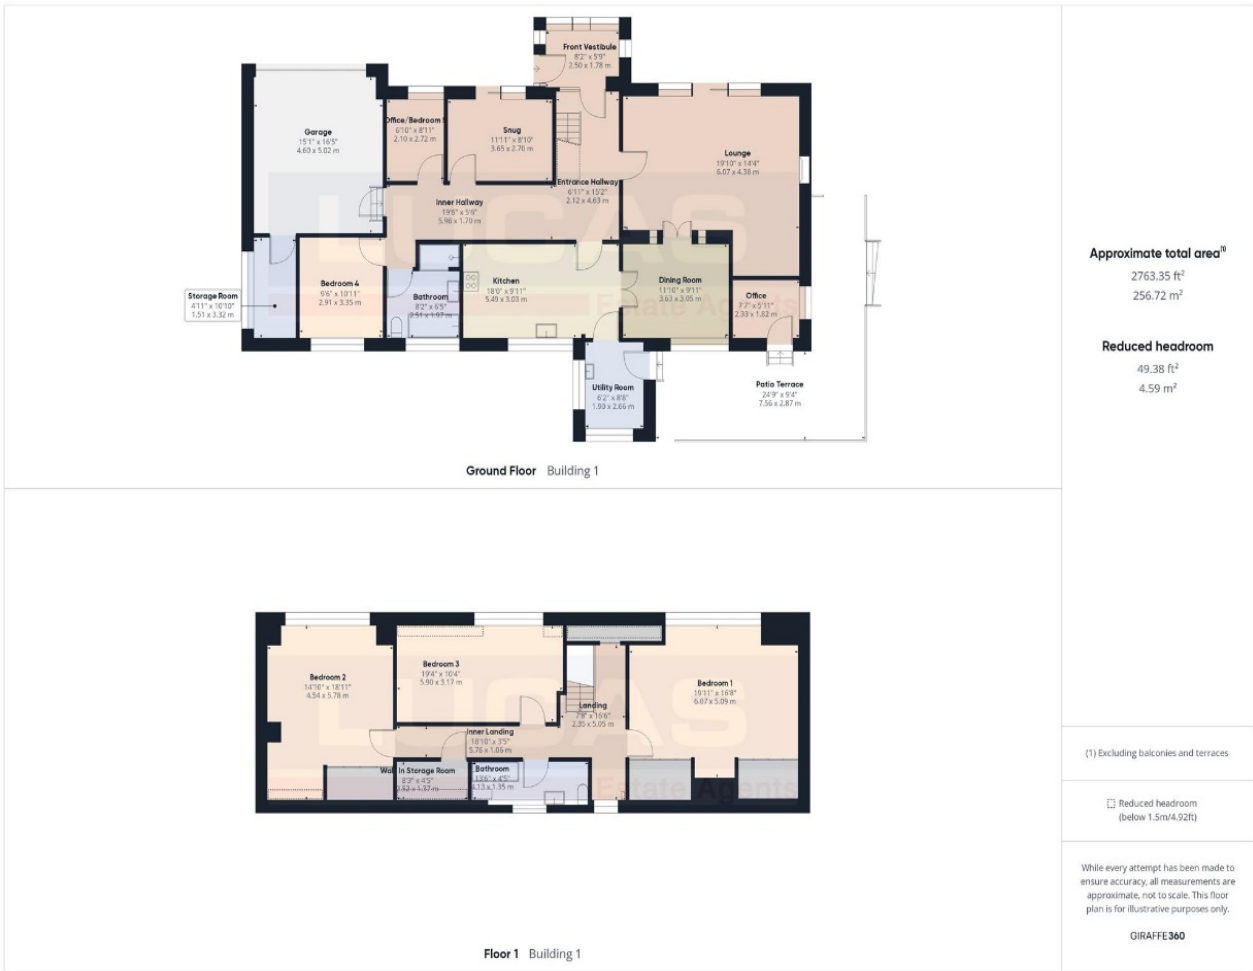 Front Vestibule
8'2" x 5'9"
2.50 x 1.78 m
Garage
15'1" x 16'5"
4.60 x 5.02 m
Office/Bedroom
6'10" x 8'11"
2.10 x 2.72 m
Snug
11'11" x 8'10"
3.65 x 2.70 m
Lounge
19'10" x 14'4"
6.07 x 4.38 m
Entrance Hallway
6'11" x 15'2"
2.12 x 4.63 m
Inner Hallway
19'6" x 5'6"
5.96 x 1.70 m
LUCAS
Estate Agents
Storage Room
4'11" x 10'10"
1.51 x 3.32 m
Bedroom 4
9'6" x 10'11"
2.91 x 3.35 m
Bathroom
8'2" x 6'5"
2.51 x 1.97 m
Kitchen
18'0" x 9'11"
5.49 x 3.03 m
Dining Room
11'10" x 9'11"
3.63 x 3.05 m
Office
7'7" x 5'11"
2.33 x 1.82 m
Utility Room
6'2" x 8'8"
1.90 x 2.66 m
Patio Terrace
24'9" x 9'4"
7.56 x 2.87 m
Ground Floor Building 1
Bedroom 2
14'10" x 18'11"
4.54 x 5.78 m
Bedroom 3
19'4" x 10'4"
5.90 x 3.17 m
Bedroom 1
19'11" x 16'8"
6.07 x 5.09 m
Landing
7'8" x 16'6"
2.35 x 5.05 m
Inner Landing
18'10" x 3'5"
5.76 x 1.06 m
LUCAS
Estate Agents
Walk In Storage Room
8'3" x 4'5"
2.52 x 1.37 m
Bathroom
13'6" x 4'5"
4.13 x 1.35 m
Floor 1 Building 1
Approximate total area(1)
2763.35 ft²
256.72 m²
Reduced headroom
49.38 ft²
4.59 m²
(1) Excluding balconies and terraces
Reduced headroom
(below 1.5m/4.92ft)
While every attempt has been made to
ensure accuracy, all measurements are
approximate, not to scale. This floor
plan is for illustrative purposes only.
GIRAFFE360